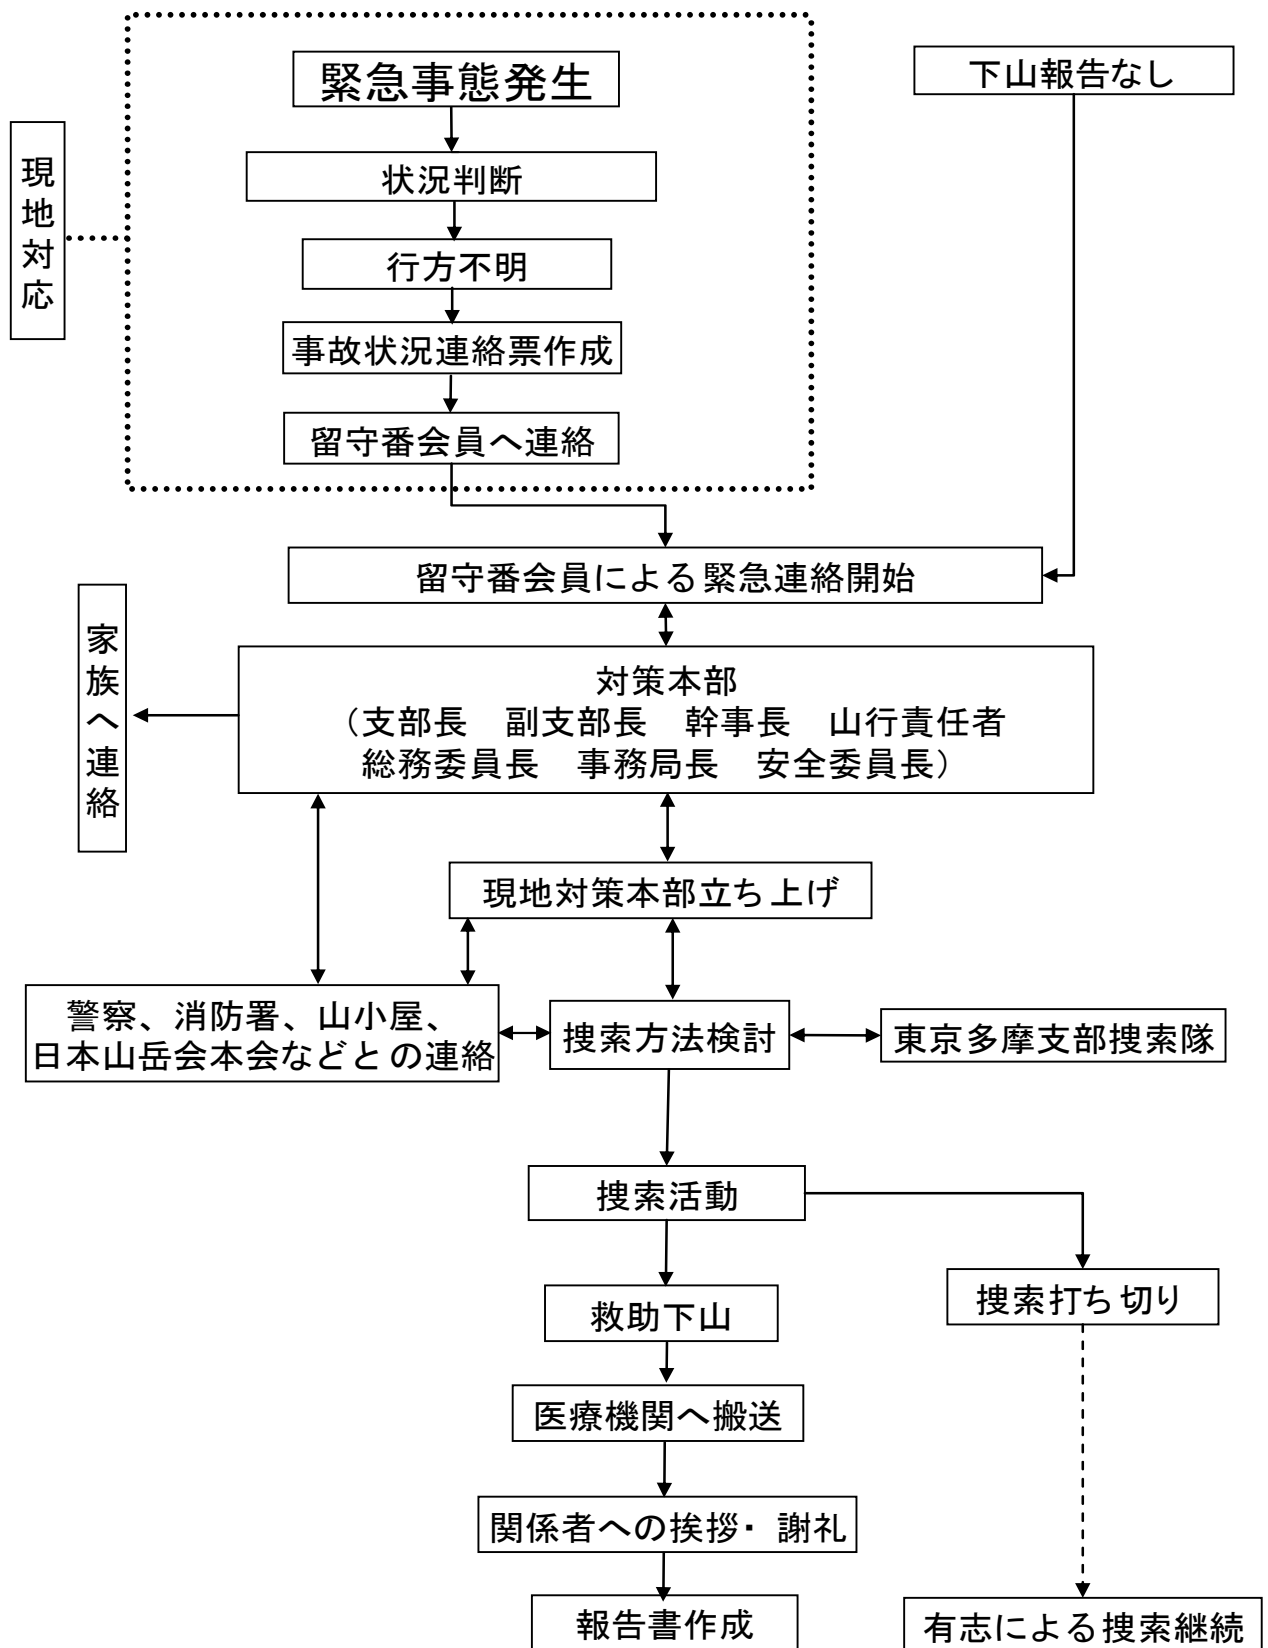 緊急事態発生
下山報告なし
状況判断
現地対応
行方不明
事故状況連絡票作成
留守番会員へ連絡
留守番会員による緊急連絡開始
家族へ連絡
対策本部
（支部長　副支部長　幹事長　山行責任者
総務委員長　事務局長　安全委員長）
現地対策本部立ち上げ
警察、消防署、山小屋、
日本山岳会本会などとの連絡
捜索方法検討
東京多摩支部捜索隊
捜索活動
捜索打ち切り
救助下山
医療機関へ搬送
関係者への挨拶・ 謝礼
報告書作成
有志による捜索継続